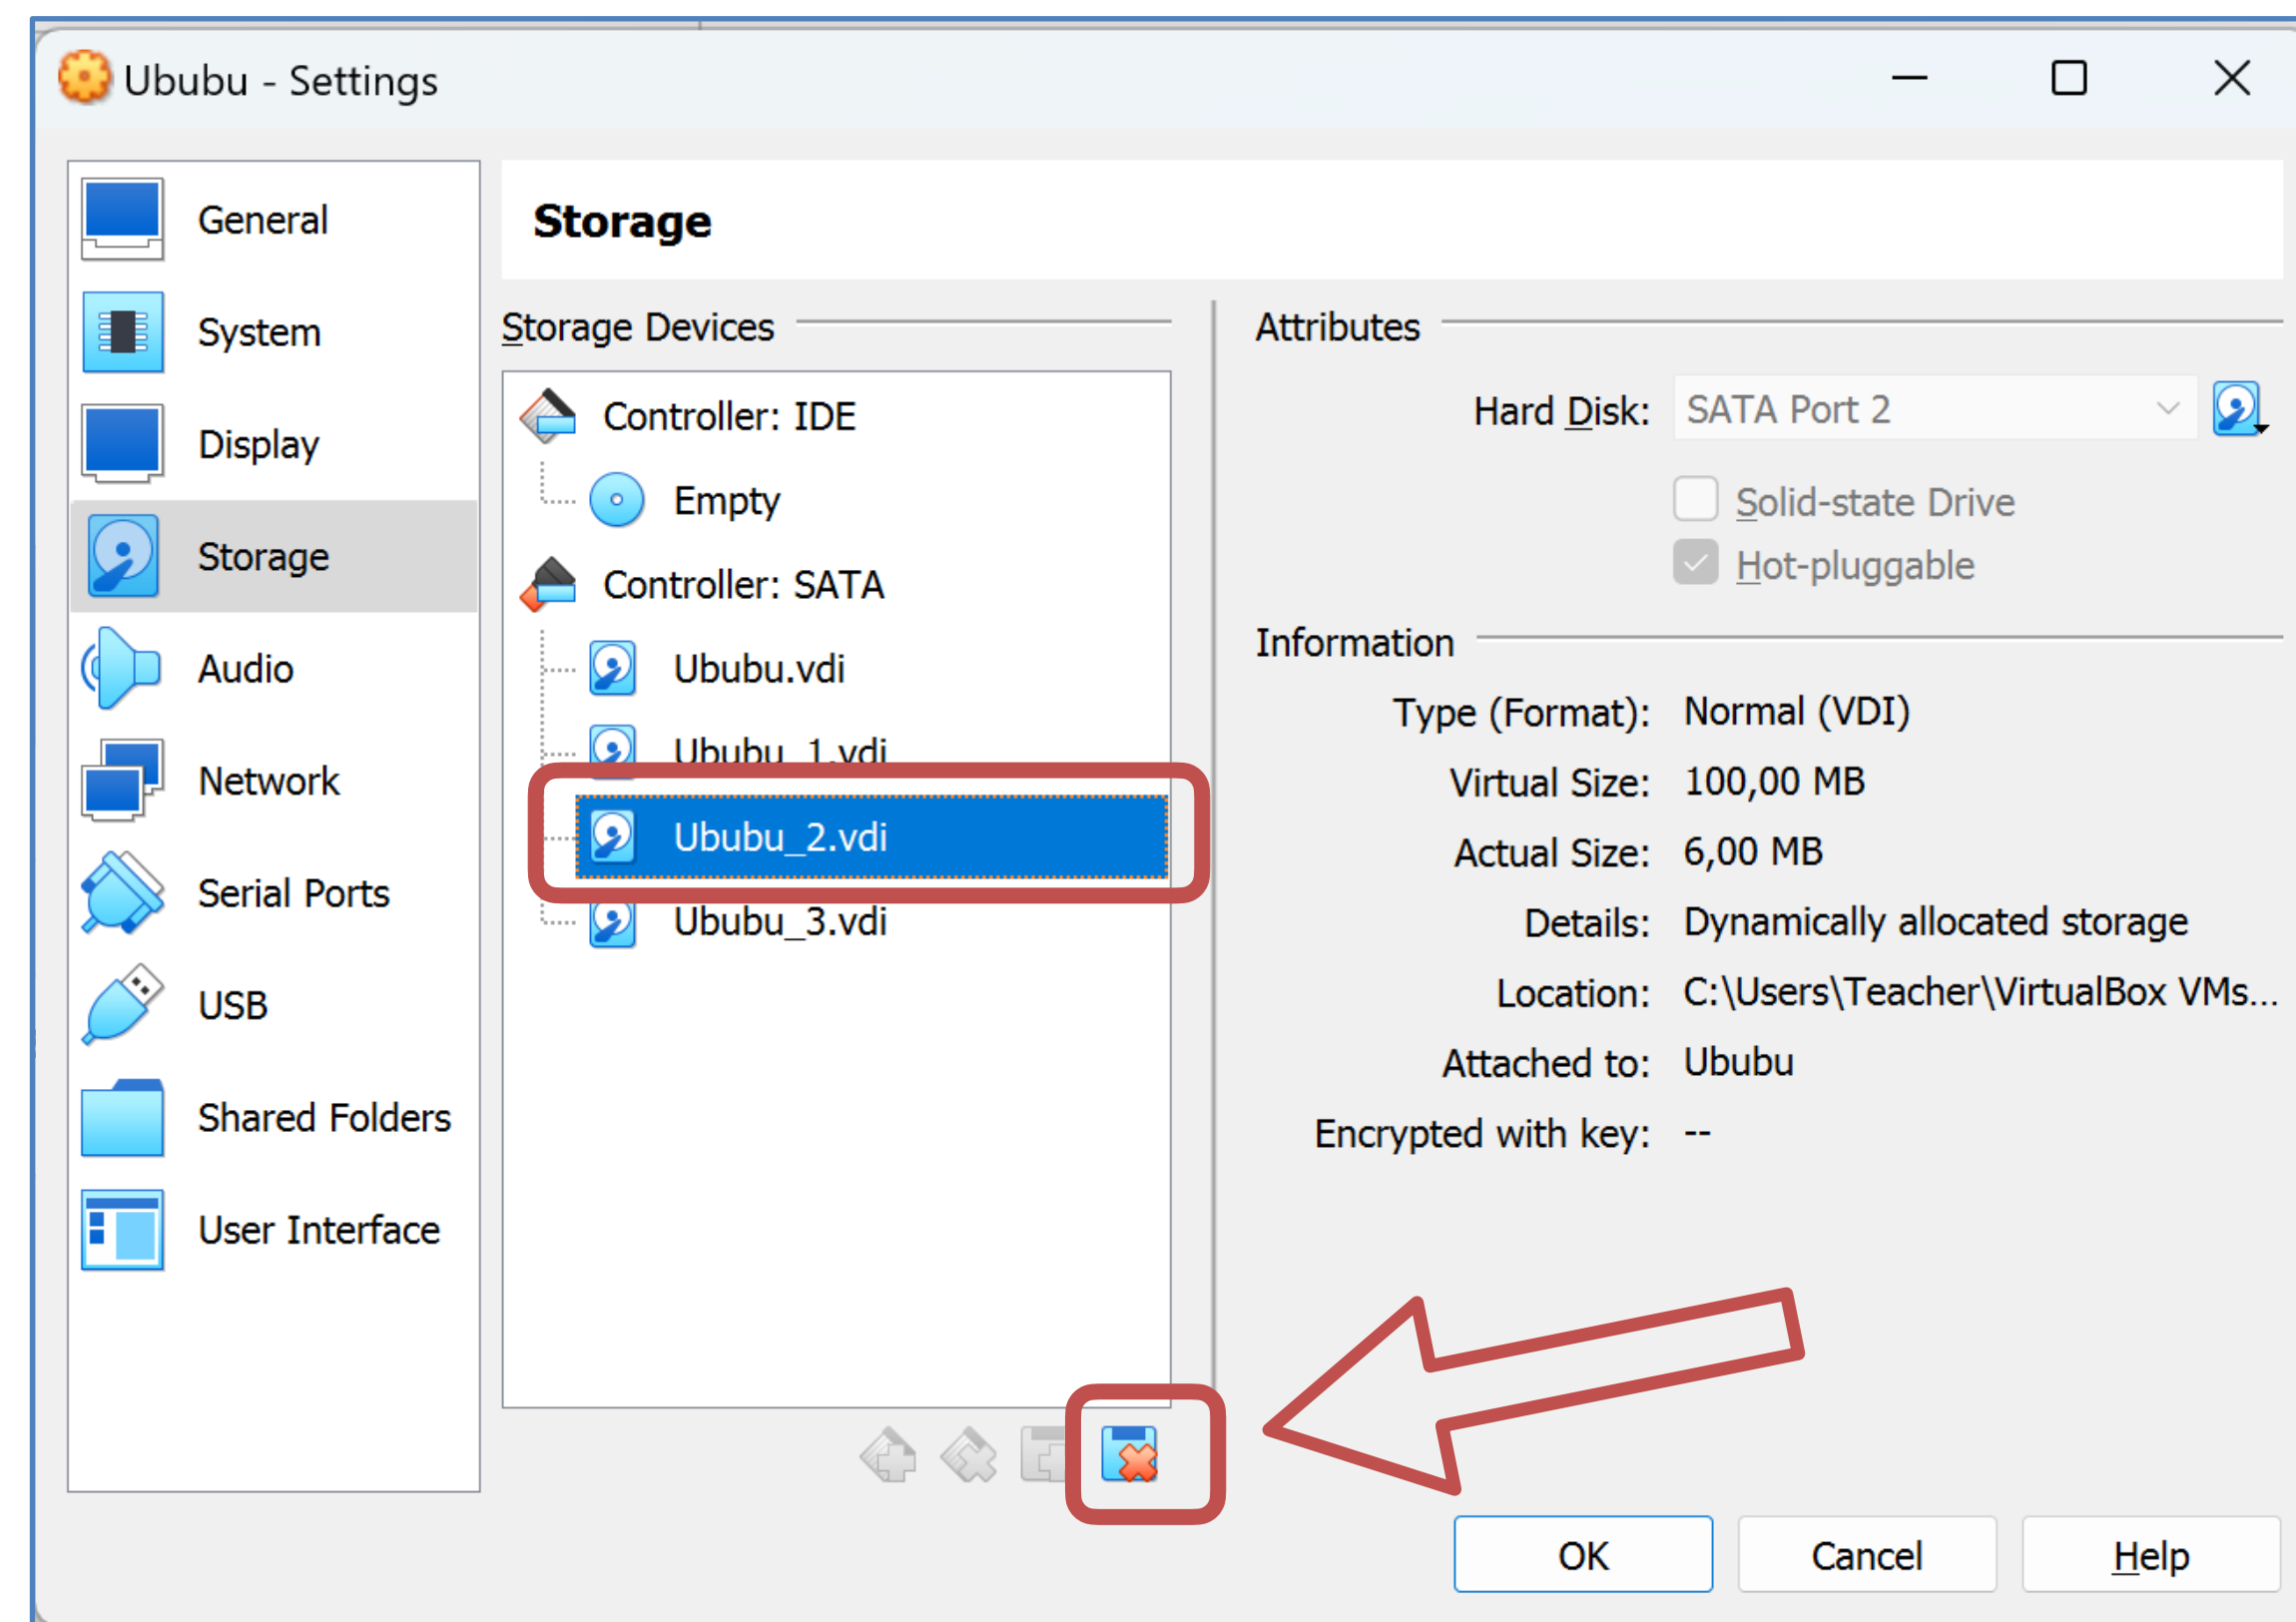 Ububu - Settings
General
System
Display
Storage
Audio
Network
Serial Ports
USB
Shared Folders
User Interface
Storage
Storage Devices
Controller: IDE
Empty
Controller: SATA
Ububu.vdi
Ububu_1.vdi
Ububu_2.vdi
Ububu_3.vdi
Attributes
Hard Disk: SATA Port 2
Solid-state Drive
Hot-pluggable
Information
Type (Format): Normal (VDI)
Virtual Size: 100,00 MB
Actual Size: 6,00 MB
Details: Dynamically allocated storage
Location: C:\Users\Teacher\VirtualBox VMs...
Attached to: Ububu
Encrypted with key: --
OK Cancel Help